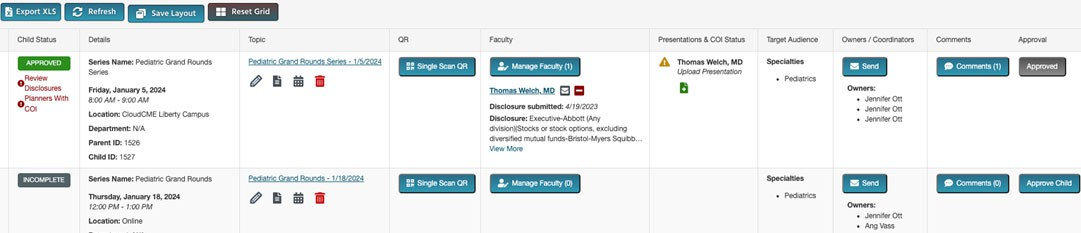 Export XLS Refresh Save Layout Reset Grid
Child Status Details Topic QR Faculty Presentations & COI Status Target Audience Owners / Coordinators Comments Approval
APPROVED
Review
Disclosures
Planners With
COI
Series Name: Pediatric Grand Rounds
Series
Friday, January 5, 2024
8:00 AM - 9:00 AM
Location: CloudCME Liberty Campus
Department: N/A
Parent ID: 1526
Child ID: 1527
Pediatric Grand Rounds Series - 1/5/2024
Single Scan QR
Manage Faculty (1)
Thomas Welch, MD
Disclosure submitted: 4/19/2023
Disclosure: Executive-Abbott (Any
division)|Stocks or stock options, excluding
diversified mutual funds-Bristol-Myers Squibb...
View More
Thomas Welch, MD
Upload Presentation
Specialties
Pediatrics
Send
Owners:
Jennifer Ott
Jennifer Ott
Jennifer Ott
Comments (1)
Approved
INCOMPLETE
Series Name: Pediatric Grand Rounds
Thursday, January 18, 2024
12:00 PM - 1:00 PM
Location: Online
Pediatric Grand Rounds - 1/18/2024
Single Scan QR
Manage Faculty (0)
Specialties
Pediatrics
Send
Owners:
Jennifer Ott
Ang Vass
Comments (0)
Approve Child